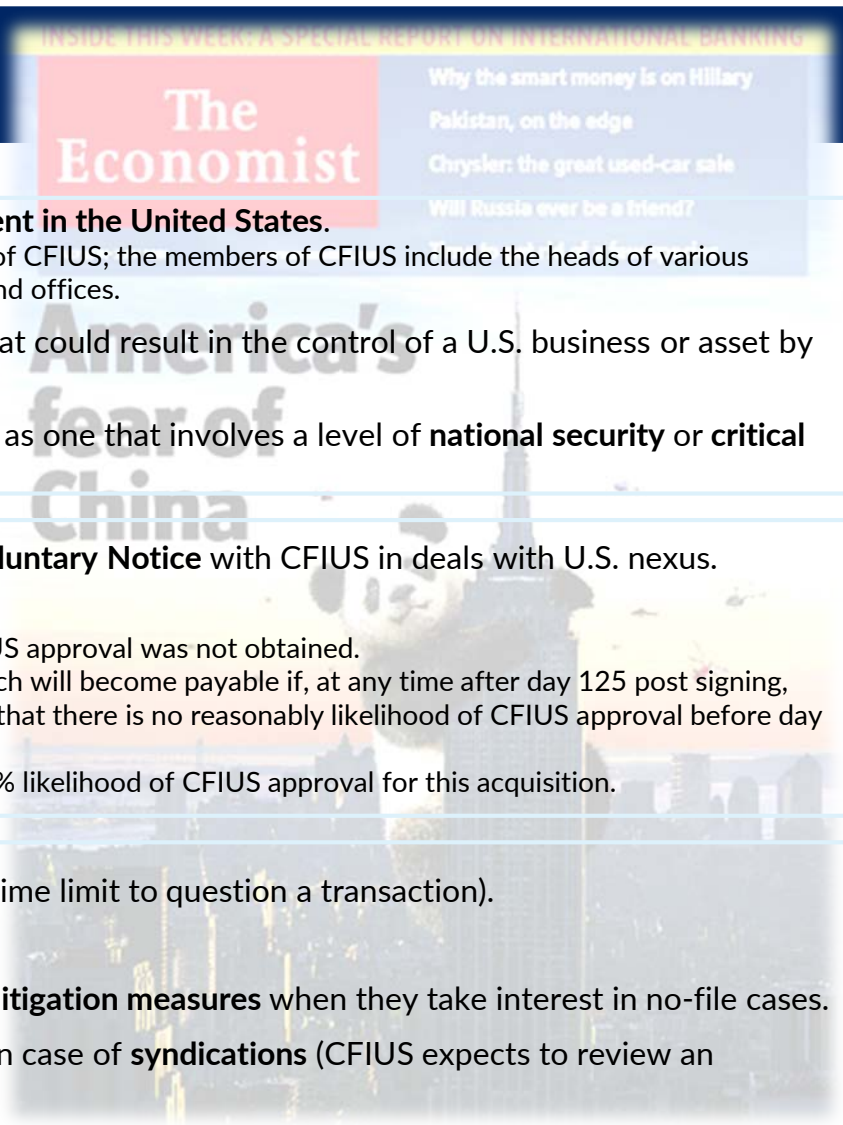 INSIDE THIS WEEK: A SPECIAL REPORT ON INTERNATIONAL BANKING
The
Economist
Why the smart money is on Hillary
Pakistan, on the edge
Chrysler: the great used-car sale
Will Russia ever be a friend?
ent in the United States.
of CFIUS; the members of CFIUS include the heads of various
nd offices.
America's
fear of
China
at could result in the control of a U.S. business or asset by
as one that involves a level of national security or critical
luntary Notice with CFIUS in deals with U.S. nexus.
US approval was not obtained.
ch will become payable if, at any time after day 125 post signing,
that there is no reasonably likelihood of CFIUS approval before day
% likelihood of CFIUS approval for this acquisition.
ime limit to question a transaction).
itigation measures when they take interest in no-file cases.
n case of syndications (CFIUS expects to review an